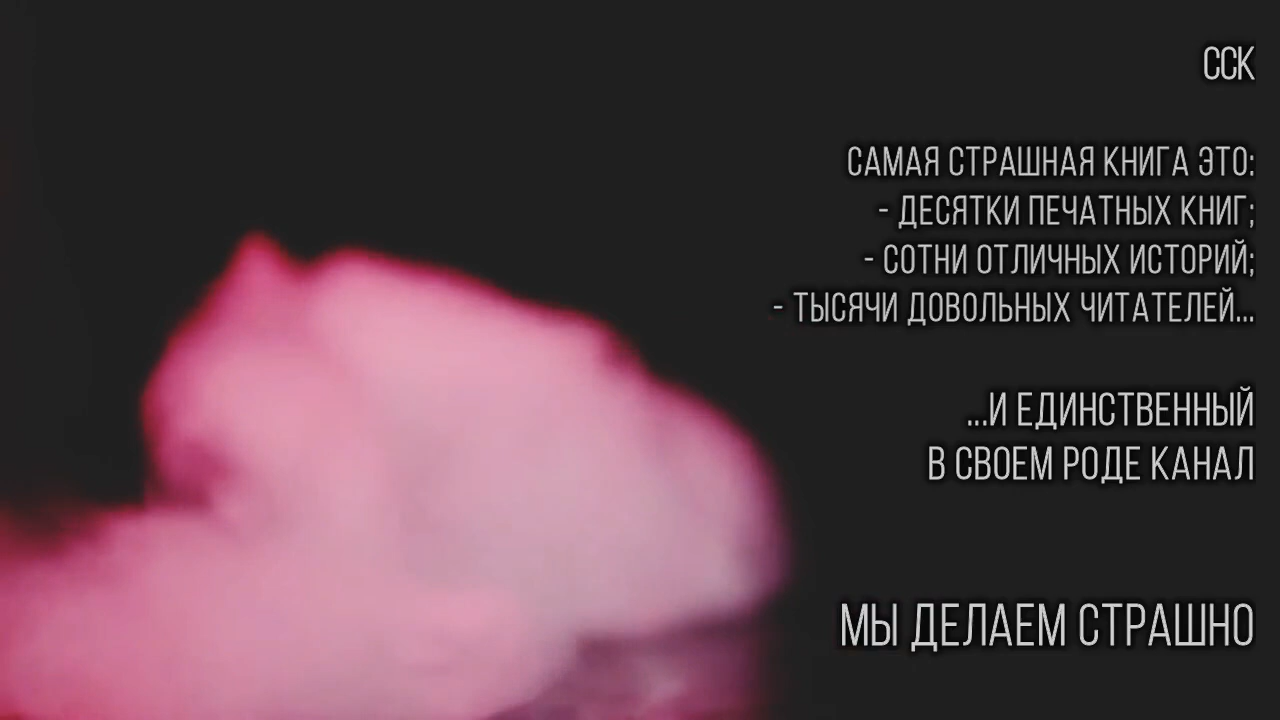 ССК
САМАЯ СТРАШНАЯ КНИГА ЭТО:
- ДЕСЯТКИ ПЕЧАТНЫХ КНИГ;
- СОТНИ ОТЛИЧНЫХ ИСТОРИЙ;
- ТЫСЯЧИ ДОВОЛЬНЫХ ЧИТАТЕЛЕЙ...
...И ЕДИНСТВЕННЫЙ
В СВОЕМ РОДЕ КАНАЛ
МЫ ДЕЛАЕМ СТРАШНО